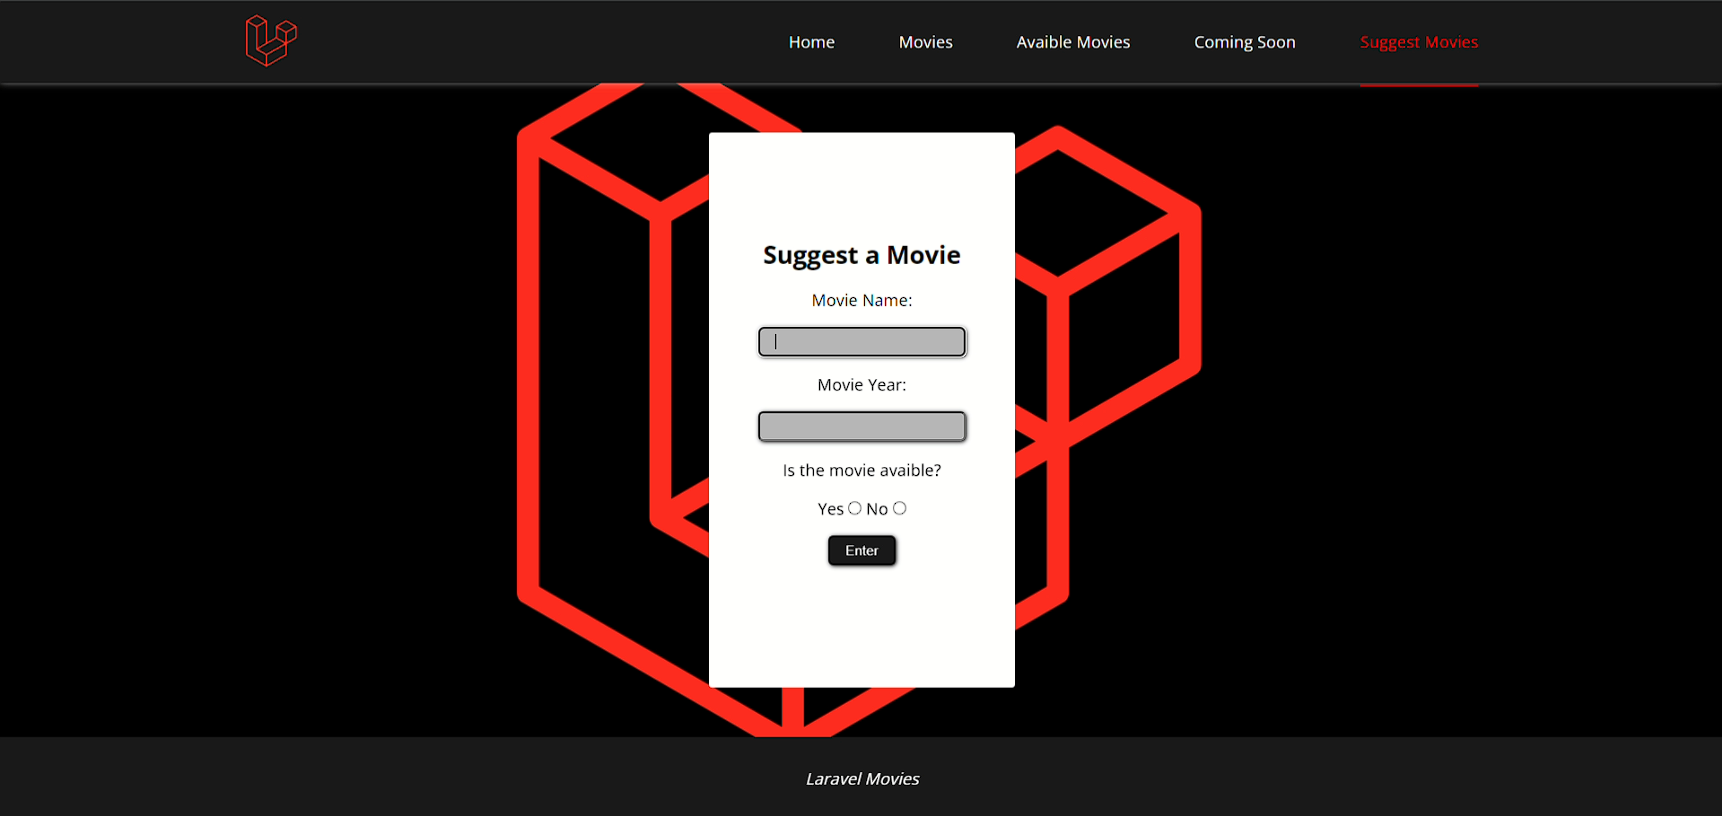 Home Movies Avaible Movies Coming Soon Suggest Movies
Suggest a Movie
Movie Name:
Movie Year:
Is the movie avaible?
Yes No
Enter
Laravel Movies